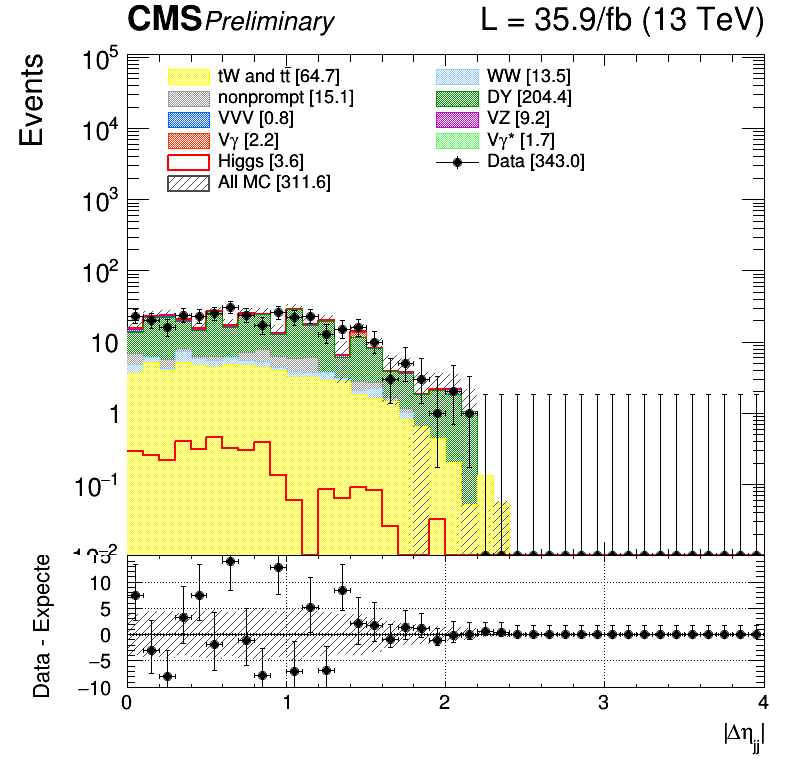 CMS Preliminary L = 35.9/fb (13 TeV)
Events
10^5
10^4
10^3
10^2
10
1
10^-1
tW and tt̄ [64.7]
nonprompt [15.1]
VVV [0.8]
Vγ [2.2]
Higgs [3.6]
All MC [311.6]
WW [13.5]
DY [204.4]
VZ [9.2]
Vγ* [1.7]
Data [343.0]
Data - Expecte
10
5
0
−5
−10
0 1 2 3 4
|Δη_jj|